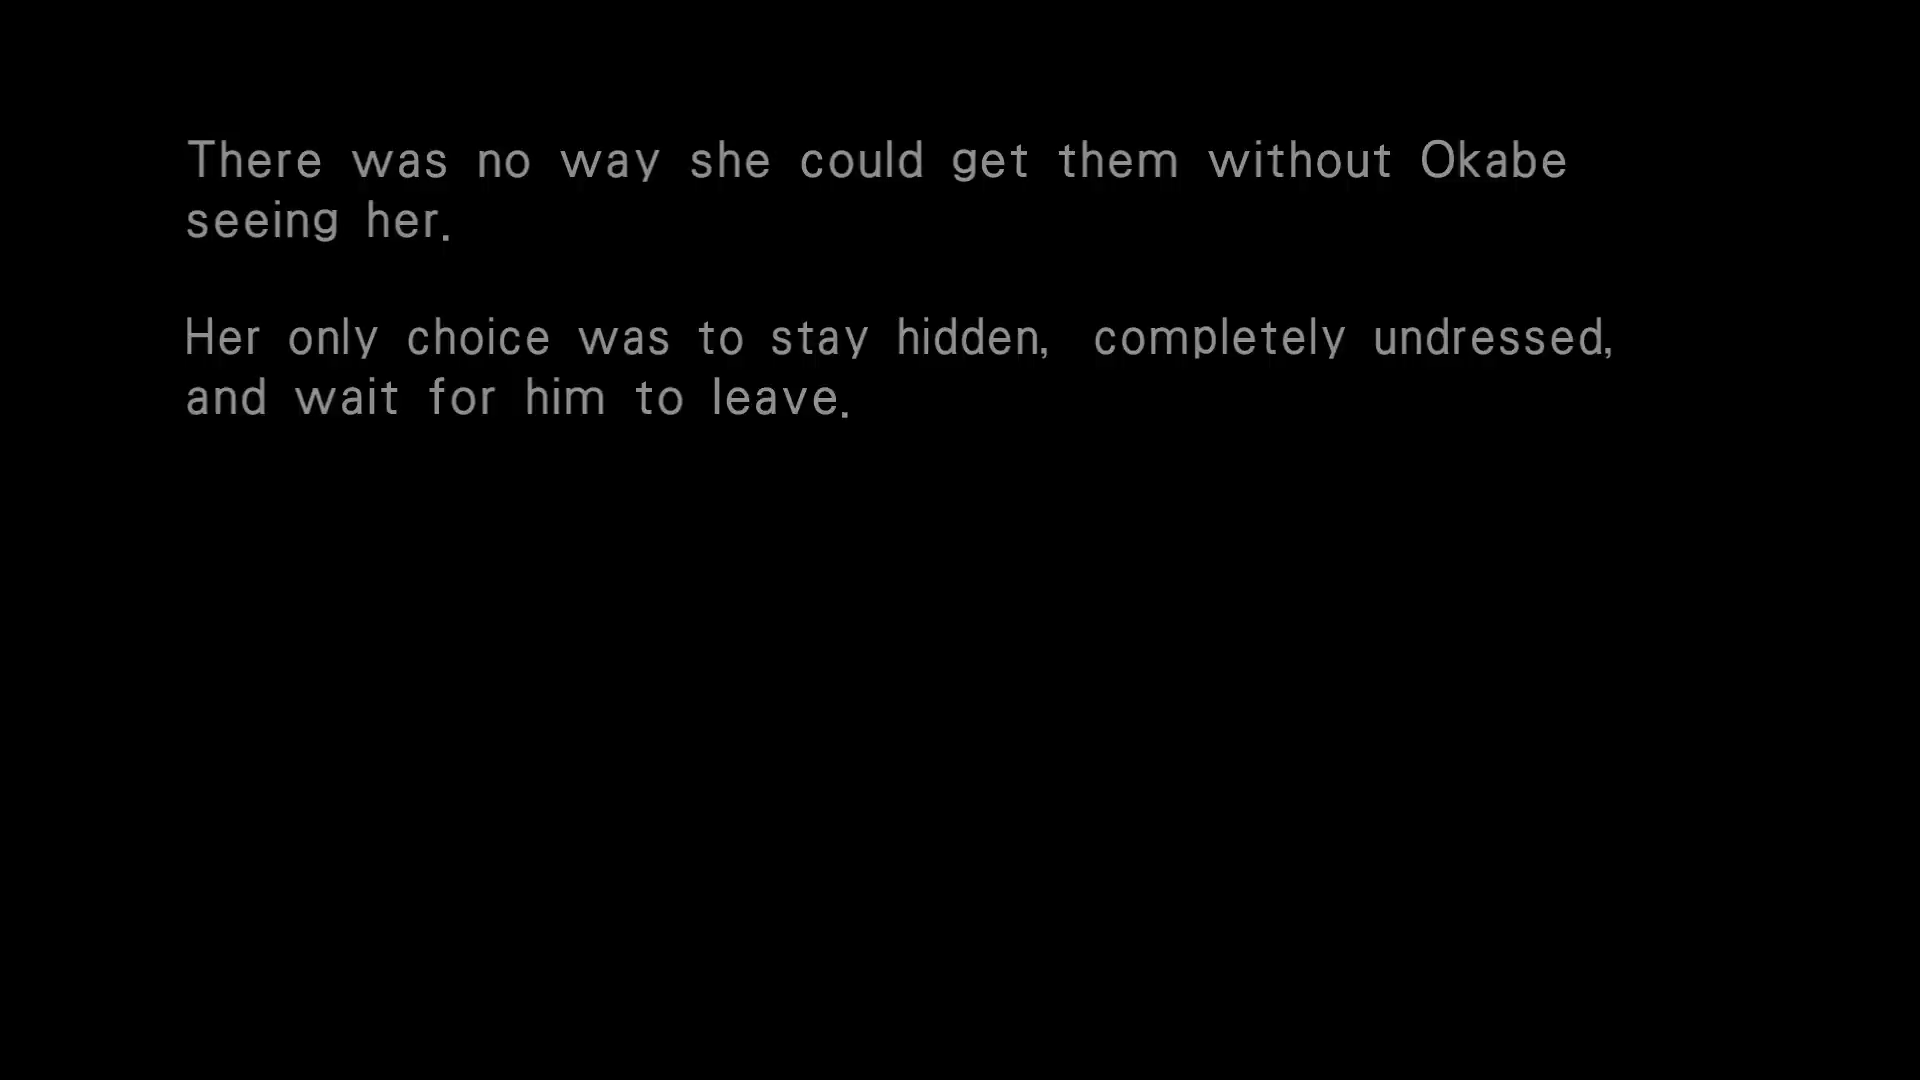 There was no way she could get them without Okabe
seeing her.
Her only choice was to stay hidden, completely undressed,
and wait for him to leave.